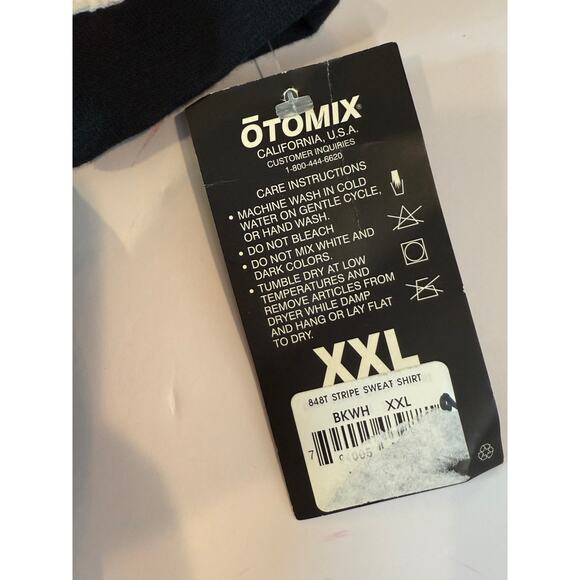 ŌTOMIX®
CALIFORNIA, U.S.A.
CUSTOMER INQUIRIES
1-800-444-6620
CARE INSTRUCTIONS
• MACHINE WASH IN COLD
WATER ON GENTLE CYCLE,
OR HAND WASH.
• DO NOT BLEACH
• DO NOT MIX WHITE AND
DARK COLORS.
• TUMBLE DRY AT LOW
TEMPERATURES AND
REMOVE ARTICLES FROM
DRYER WHILE DAMP
AND HANG OR LAY FLAT
TO DRY.
XXL
848T STRIPE SWEAT SHIRT
BKWH XXL
7